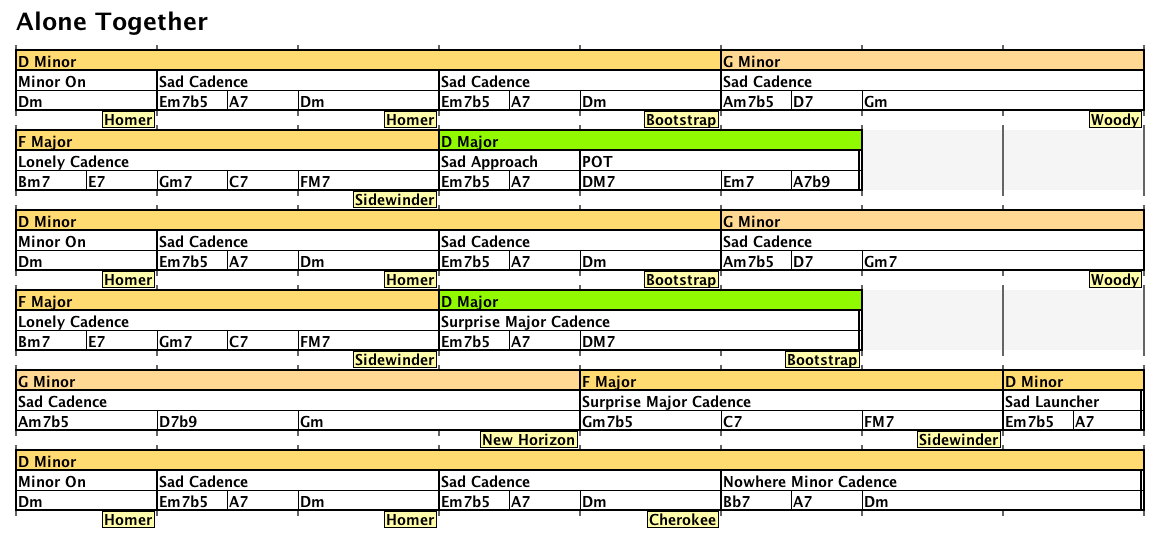 Alone Together
D Minor G Minor
Minor On Sad Cadence Sad Cadence Sad Cadence
Dm Em7b5 A7 Dm Em7b5 A7 Dm Am7b5 D7 Gm
Homer Homer Bootstrap Woody
F Major D Major
Lonely Cadence Sad Approach POT
Bm7 E7 Gm7 C7 FM7 Em7b5 A7 DM7 Em7 A7b9
Sidewinder
D Minor G Minor
Minor On Sad Cadence Sad Cadence Sad Cadence
Dm Em7b5 A7 Dm Em7b5 A7 Dm Am7b5 D7 Gm7
Homer Homer Bootstrap Woody
F Major D Major
Lonely Cadence Surprise Major Cadence
Bm7 E7 Gm7 C7 FM7 Em7b5 A7 DM7
Sidewinder Bootstrap
G Minor F Major D Minor
Sad Cadence Surprise Major Cadence Sad Launcher
Am7b5 D7b9 Gm Gm7b5 C7 FM7 Em7b5 A7
New Horizon Sidewinder
D Minor
Minor On Sad Cadence Sad Cadence Nowhere Minor Cadence
Dm Em7b5 A7 Dm Em7b5 A7 Dm Bb7 A7 Dm
Homer Homer Cherokee